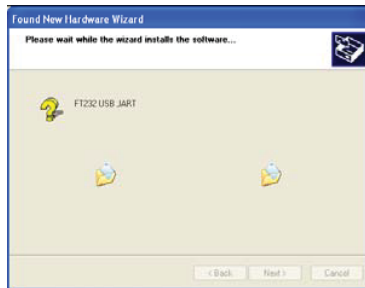 Found New Hardware Wizard
Please wait while the wizard installs the software...
FT232 USB JART
< Back
Next >
Cancel